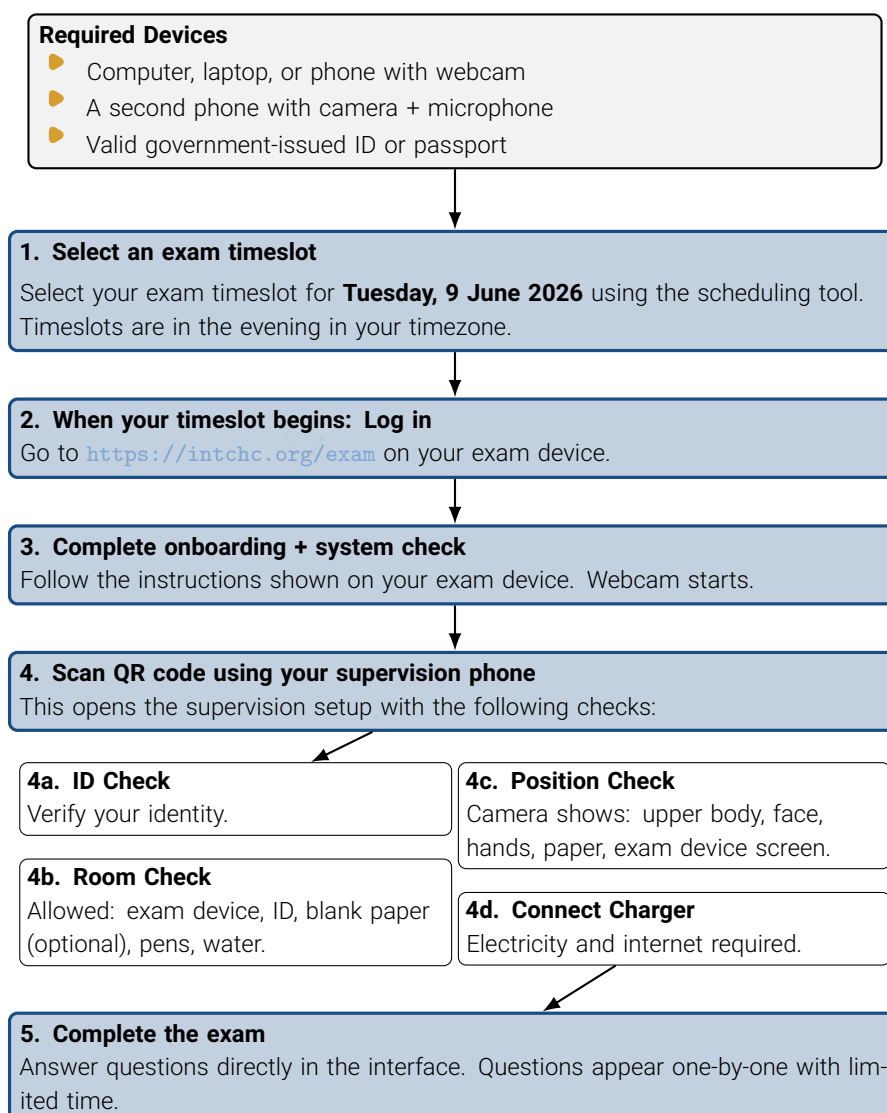 Required Devices
Computer, laptop, or phone with webcam
A second phone with camera + microphone
Valid government-issued ID or passport
1. Select an exam timeslot
Select your exam timeslot for Tuesday, 9 June 2026 using the scheduling tool.
Timeslots are in the evening in your timezone.
2. When your timeslot begins: Log in
Go to https://intchc.org/exam on your exam device.
3. Complete onboarding + system check
Follow the instructions shown on your exam device. Webcam starts.
4. Scan QR code using your supervision phone
This opens the supervision setup with the following checks:
4a. ID Check
Verify your identity.
4b. Room Check
Allowed: exam device, ID, blank paper
(optional), pens, water.
4c. Position Check
Camera shows: upper body, face,
hands, paper, exam device screen.
4d. Connect Charger
Electricity and internet required.
5. Complete the exam
Answer questions directly in the interface. Questions appear one-by-one with lim-
ited time.